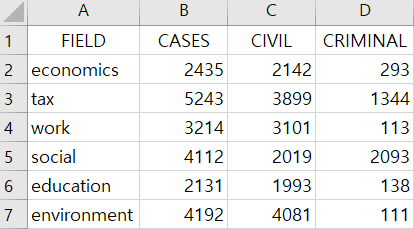 A B C D
1 FIELD CASES CIVIL CRIMINAL
2 economics 2435 2142 293
3 tax 5243 3899 1344
4 work 3214 3101 113
5 social 4112 2019 2093
6 education 2131 1993 138
7 environment 4192 4081 111